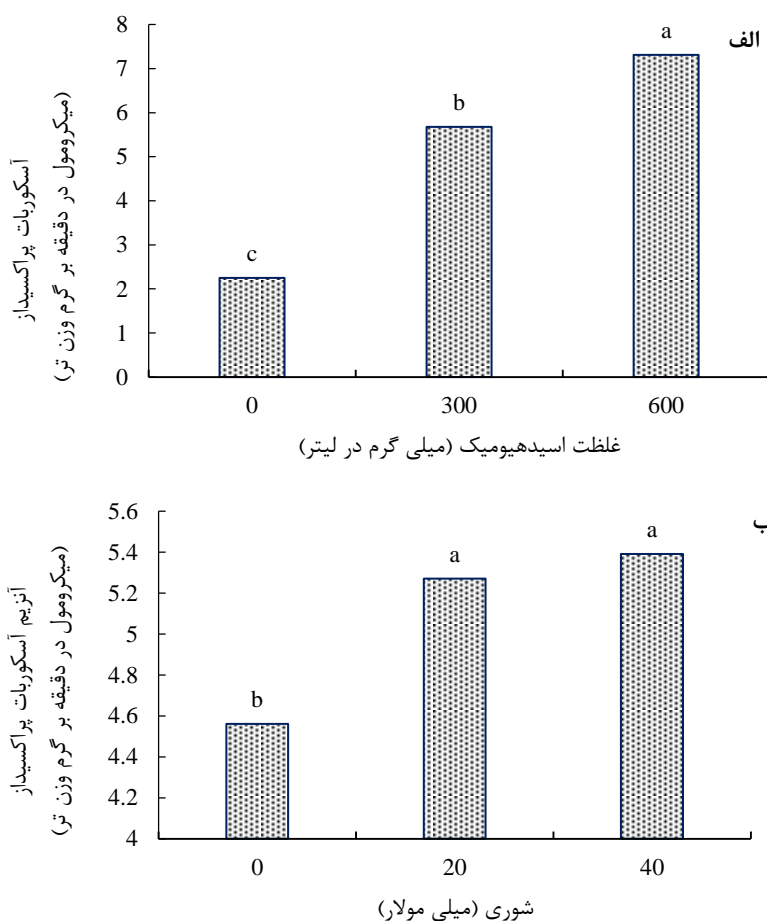 الف
8
7
6
5
4
3
2
1
0
a
b
c
آسکوربات پراکسیداز
(میکرومول در دقیقه بر گرم وزن تر)
0 300 600
غلظت اسیدهیومیک (میلی گرم در لیتر)
ب
5.6
5.4
5.2
5
4.8
4.6
4.4
4.2
4
a
a
b
آنزیم آسکوربات پراکسیداز
(میکرومول در دقیقه بر گرم وزن تر)
0 20 40
شوری (میلی مولار)